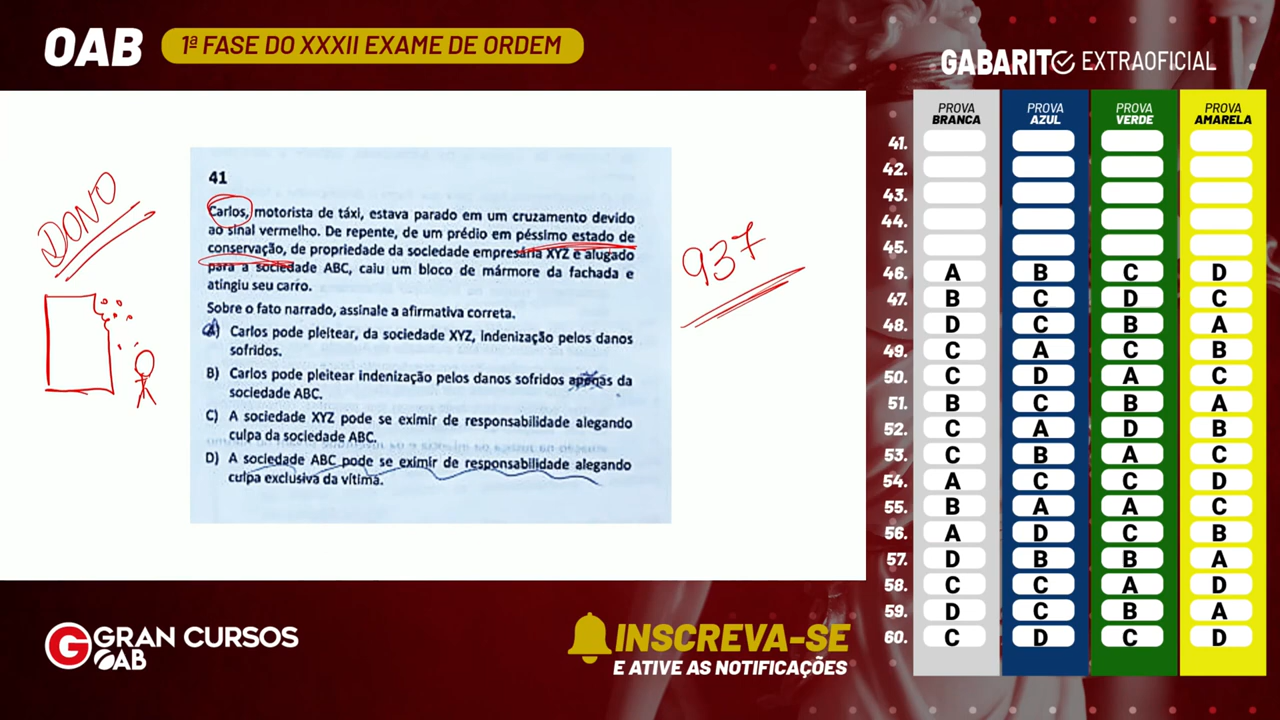 OAB
1ª FASE DO XXXII EXAME DE ORDEM
GABARITO EXTRAOFICIAL
DONO
937
41
Carlos, motorista de táxi, estava parado em um cruzamento devido
ao sinal vermelho. De repente, de um prédio em péssimo estado de
conservação, de propriedade da sociedade empresária XYZ e alugado
para a sociedade ABC, caiu um bloco de mármore da fachada e
atingiu seu carro.
Sobre o fato narrado, assinale a afirmativa correta.
A) Carlos pode pleitear, da sociedade XYZ, indenização pelos danos
sofridos.
B) Carlos pode pleitear indenização pelos danos sofridos apenas da
sociedade ABC.
C) A sociedade XYZ pode se eximir de responsabilidade alegando
culpa da sociedade ABC.
D) A sociedade ABC pode se eximir de responsabilidade alegando
culpa exclusiva da vítima.
PROVA BRANCA PROVA AZUL PROVA VERDE PROVA AMARELA
41.
42.
43.
44.
45.
46. A B C D
47. B C D C
48. D C B A
49. C A C B
50. C D A C
51. B C B A
52. C A D B
53. C B A C
54. A C C D
55. B A A C
56. A D C B
57. D B B A
58. C C A D
59. D C B A
60. C D C D
G GRAN CURSOS
OAB
INSCREVA-SE
E ATIVE AS NOTIFICAÇÕES